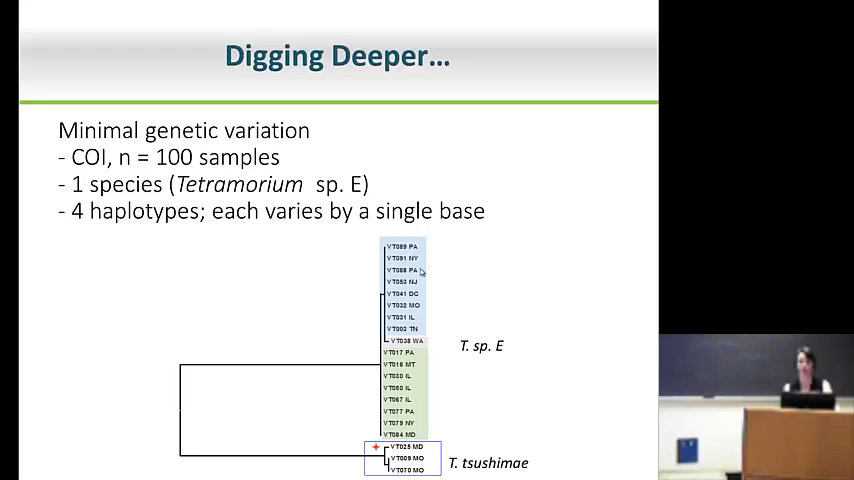 Digging Deeper...
Minimal genetic variation
- COI, n = 100 samples
- 1 species (Tetramorium sp. E)
- 4 haplotypes; each varies by a single base
VT089 PA
VT091 NY
VT088 PA
VT053 NJ
VT041 DC
VT032 MO
VT031 IL
VT003 TN
VT038 WA
T. sp. E
VT017 PA
VT018 MT
VT030 IL
VT050 IL
VT067 IL
VT077 PA
VT079 NY
VT084 MD
VT025 MD
VT009 MO
T. tsushimae
VT070 MO